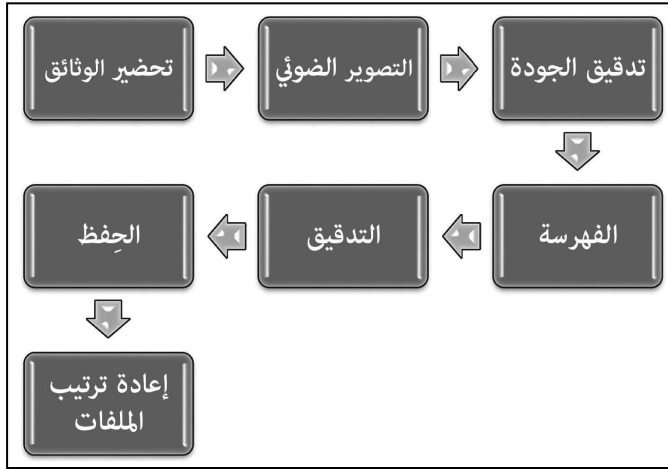 تحضير الوثائق
التصوير الضوئي
تدقيق الجودة
الفهرسة
التدقيق
الحِفظ
إعادة ترتيب
الملفات